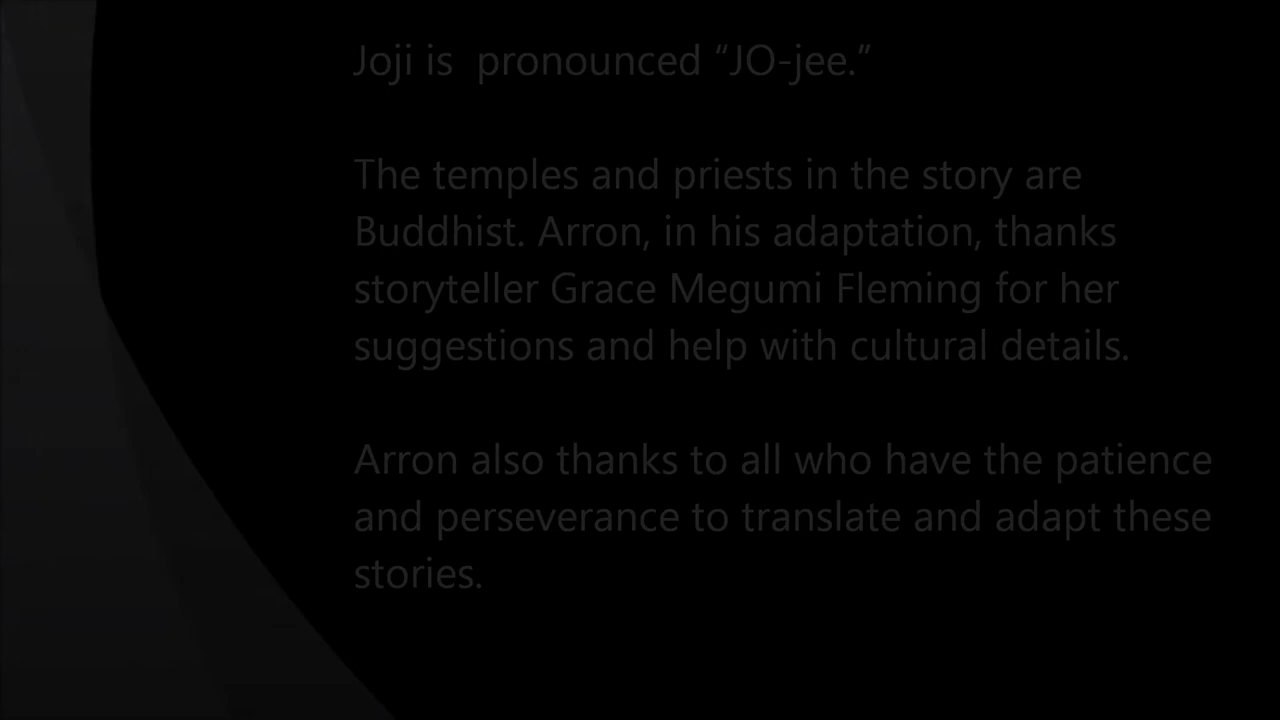 Joji is  pronounced “JO-jee.”
The temples and priests in the story are
Buddhist. Arron, in his adaptation, thanks
storyteller Grace Megumi Fleming for her
suggestions and help with cultural details.
Arron also thanks to all who have the patience
and perseverance to translate and adapt these
stories.